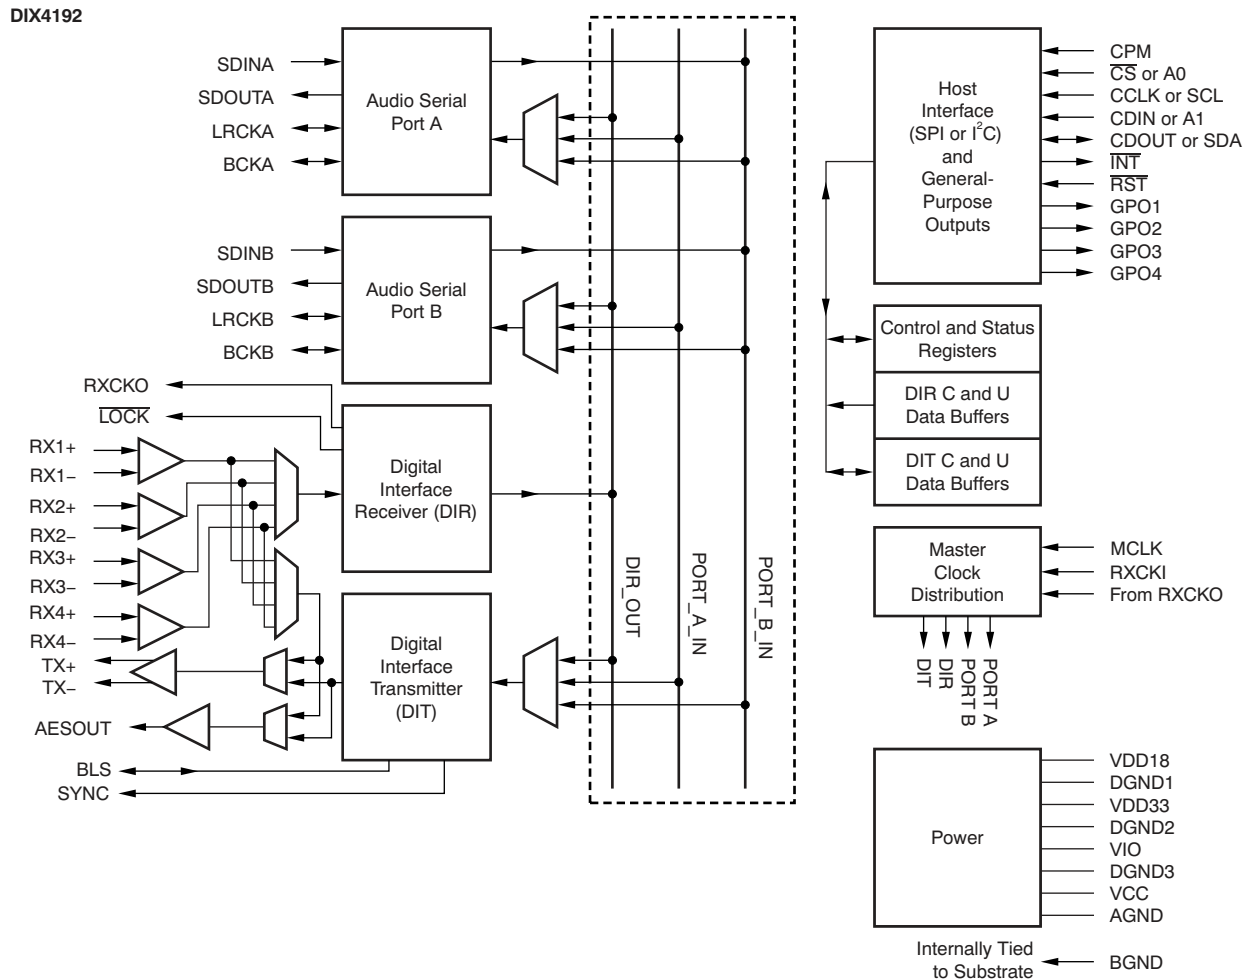 DIX4192
SDINA
SDOUTA
LRCKA
BCKA
Audio Serial
Port A
SDINB
SDOUTB
LRCKB
BCKB
Audio Serial
Port B
RXCKO
LOCK
RX1+
RX1–
RX2+
RX2–
RX3+
RX3–
RX4+
RX4–
TX+
TX–
AESOUT
BLS
SYNC
Digital
Interface
Receiver (DIR)
Digital
Interface
Transmitter
(DIT)
DIR_OUT
PORT_A_IN
PORT_B_IN
Host
Interface
(SPI or I²C)
and
General-
Purpose
Outputs
CPM
CS or A0
CCLK or SCL
CDIN or A1
CDOUT or SDA
INT
RST
GPO1
GPO2
GPO3
GPO4
Control and Status
Registers
DIR C and U
Data Buffers
DIT C and U
Data Buffers
Master
Clock
Distribution
MCLK
RXCKI
From RXCKO
DIT
DIR
PORT B
PORT A
Power
VDD18
DGND1
VDD33
DGND2
VIO
DGND3
VCC
AGND
Internally Tied
to Substrate
BGND